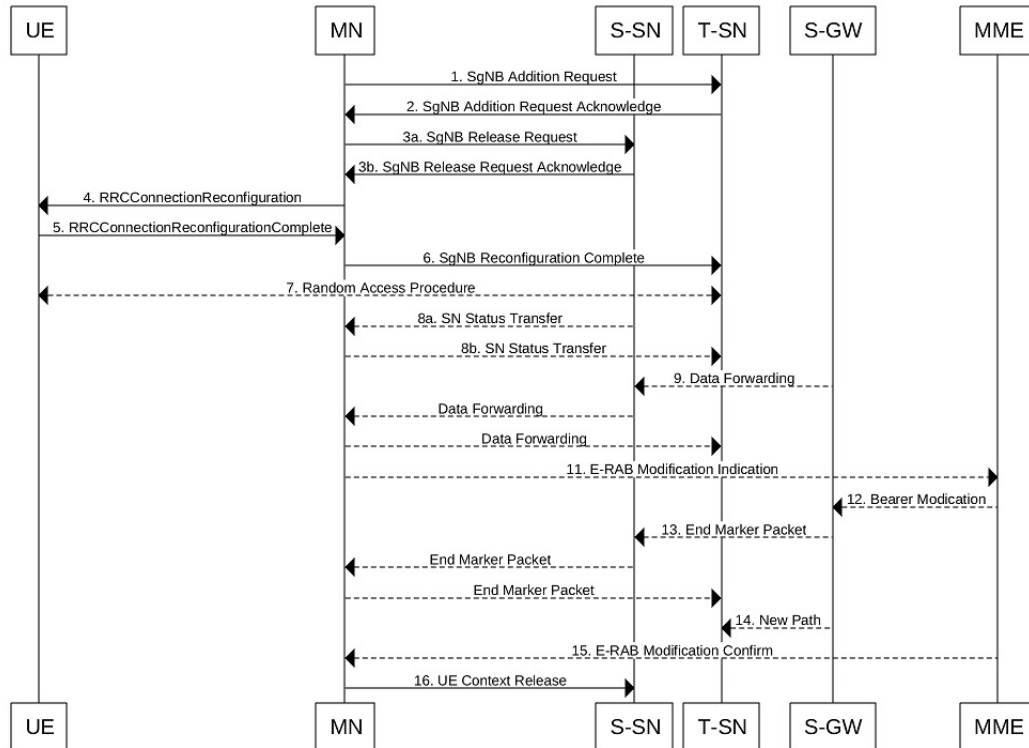 UE MN S-SN T-SN S-GW MME
1. SgNB Addition Request
2. SgNB Addition Request Acknowledge
3a. SgNB Release Request
3b. SgNB Release Request Acknowledge
4. RRCConnectionReconfiguration
5. RRCConnectionReconfigurationComplete
6. SgNB Reconfiguration Complete
7. Random Access Procedure
8a. SN Status Transfer
8b. SN Status Transfer
9. Data Forwarding
Data Forwarding
Data Forwarding
11. E-RAB Modification Indication
12. Bearer Modication
13. End Marker Packet
End Marker Packet
End Marker Packet
14. New Path
15. E-RAB Modification Confirm
16. UE Context Release
UE MN S-SN T-SN S-GW MME